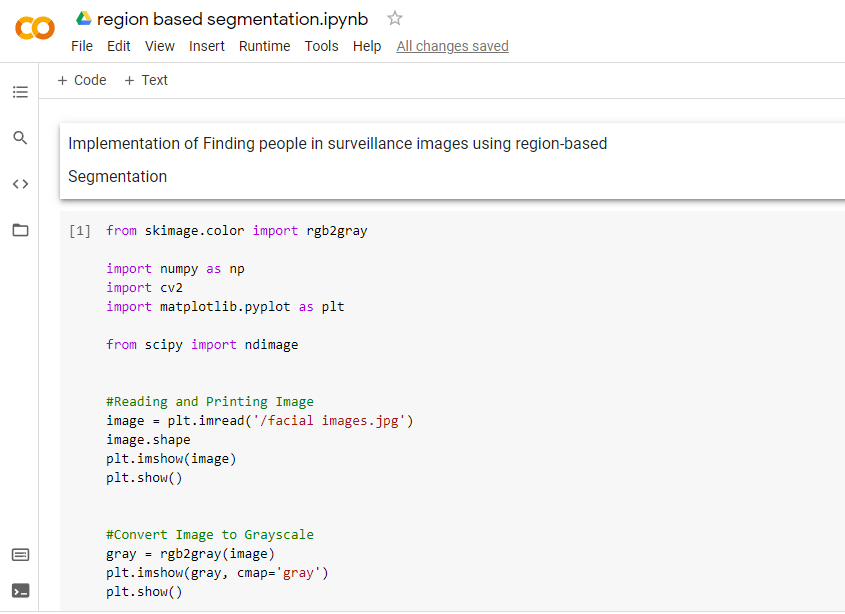 region based segmentation.ipynb
File Edit View Insert Runtime Tools Help All changes saved
+ Code + Text
Implementation of Finding people in surveillance images using region-based
Segmentation
[1] from skimage.color import rgb2gray
import numpy as np
import cv2
import matplotlib.pyplot as plt
from scipy import ndimage
#Reading and Printing Image
image = plt.imread('/facial images.jpg')
image.shape
plt.imshow(image)
plt.show()
#Convert Image to Grayscale
gray = rgb2gray(image)
plt.imshow(gray, cmap='gray')
plt.show()